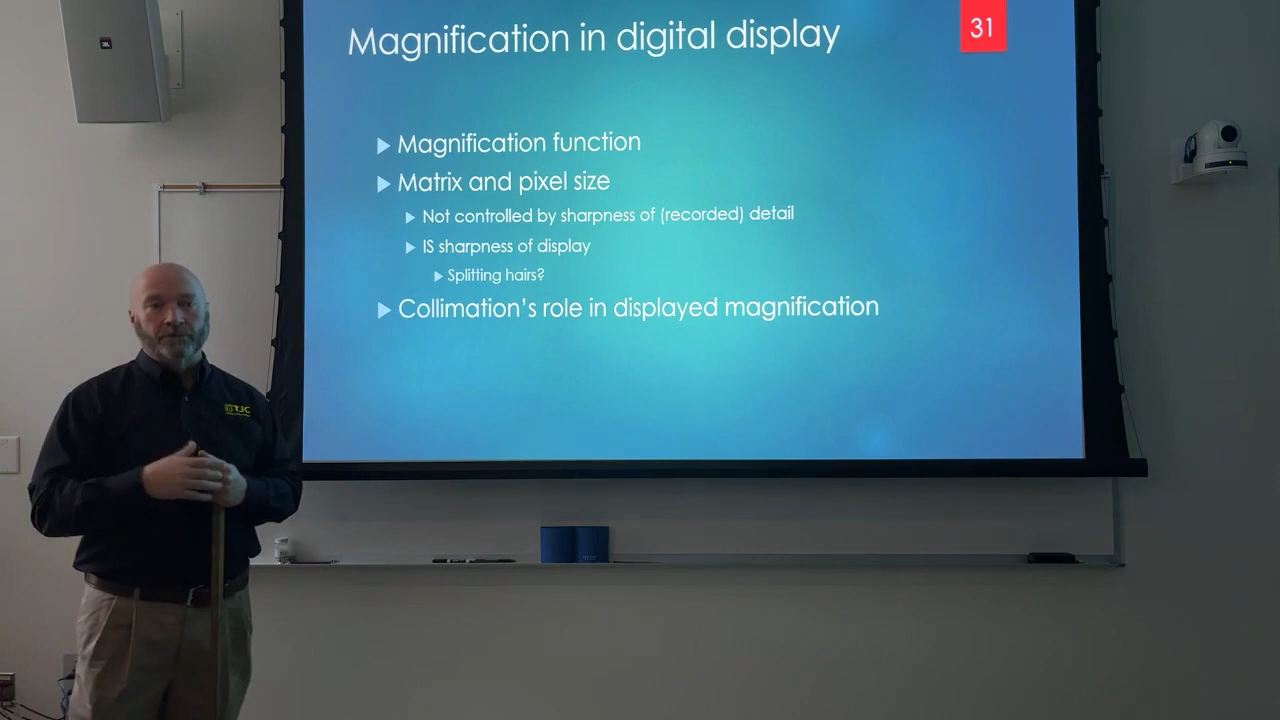 Magnification in digital display
31
Magnification function
Matrix and pixel size
Not controlled by sharpness of (recorded) detail
IS sharpness of display
Splitting hairs?
Collimation's role in displayed magnification
TJC